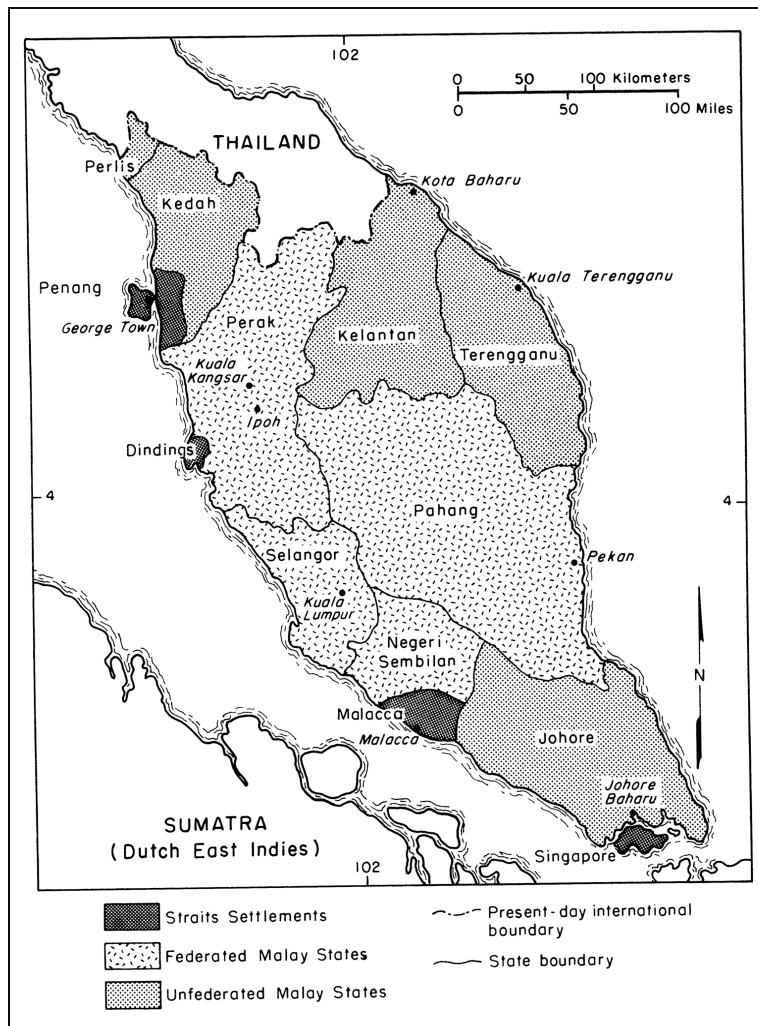 102
0 50 100 Kilometers
0 50 100 Miles
THAILAND
Perlis
Kota Baharu
Kedah
Penang
Kuala Terengganu
George Town
Perak
Kelantan
Terengganu
Kuala
Kangsar
Ipoh
Dindings
4
4
Pahang
Selangor
Pekan
Kuala
Lumpur
Negeri
Sembilan
N
Malacca
Malacca
Johore
Johore
Baharu
SUMATRA
(Dutch East Indies)
Singapore
102
Straits Settlements
Federated Malay States
Unfederated Malay States
Present-day international
boundary
State boundary